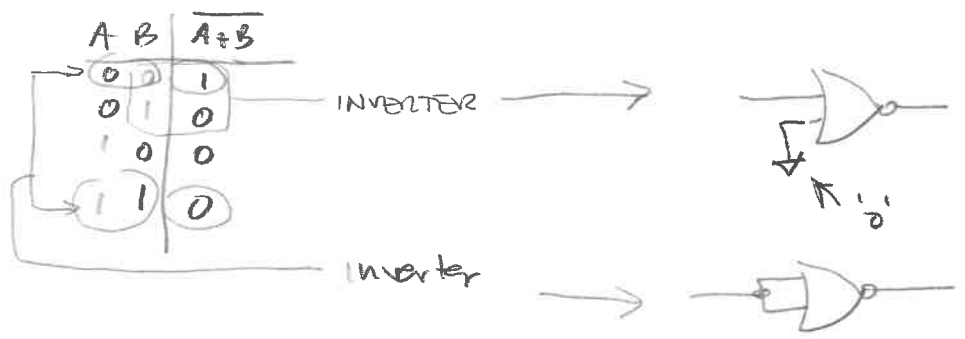 A B A+B
0 0 1
0 1 0
1 0 0
1 1 0
INVERTER
'0'
Inverter